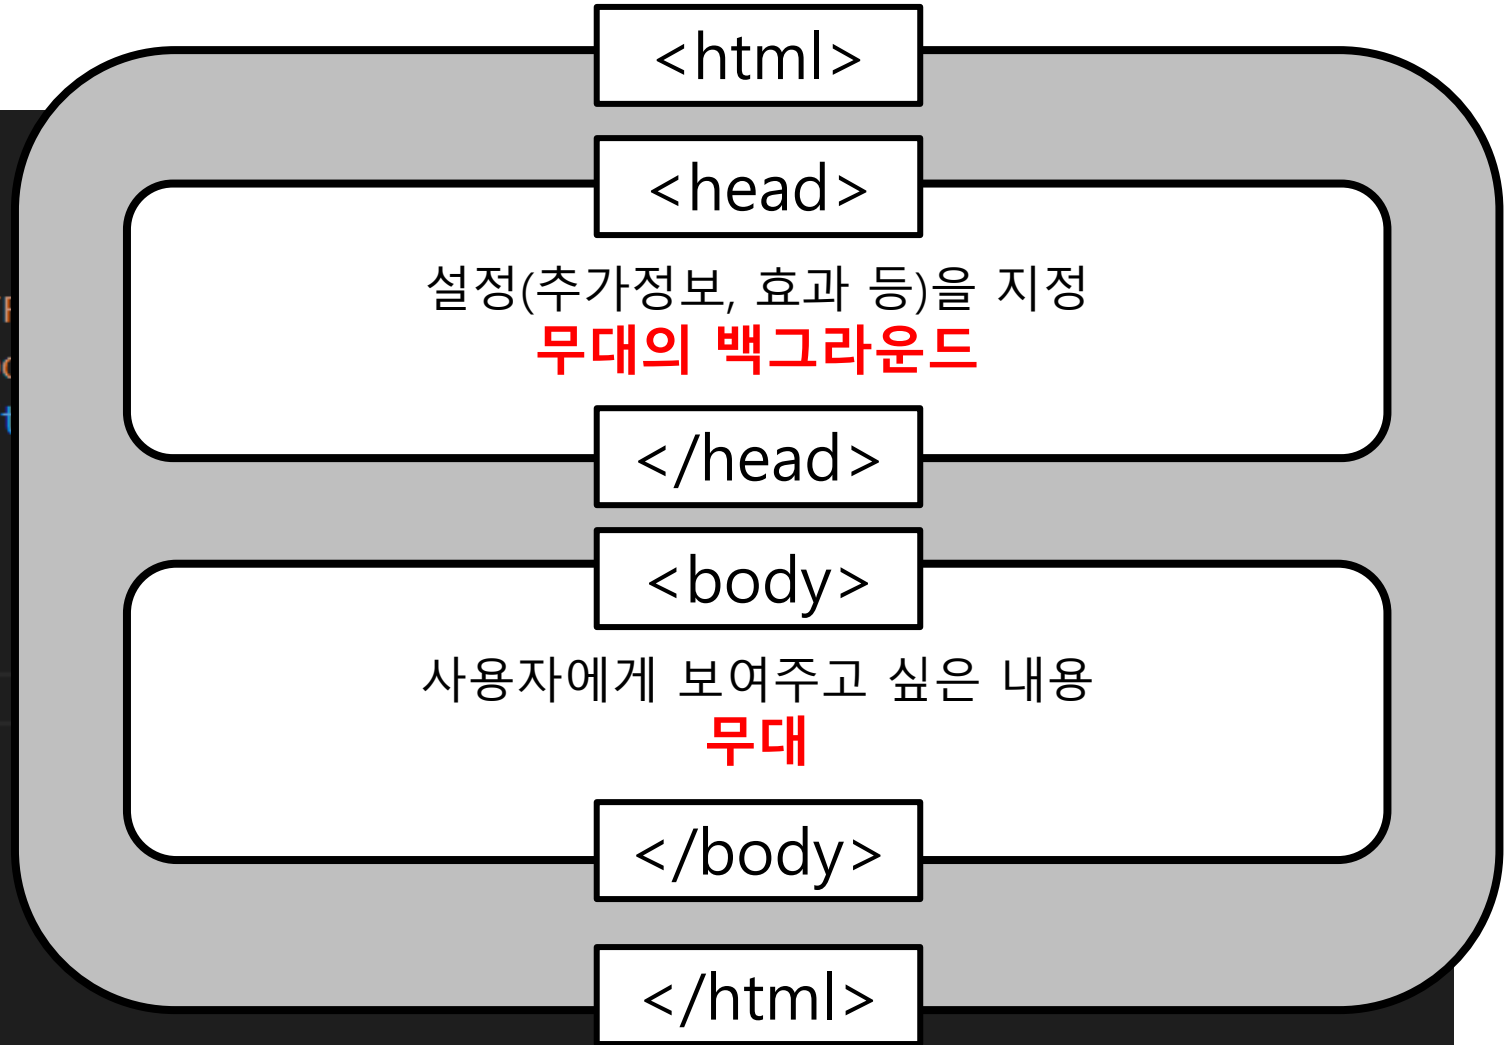 <html>
<head>
설정(추가정보, 효과 등)을 지정
무대의 백그라운드
</head>
<body>
사용자에게 보여주고 싶은 내용
무대
</body>
</html>